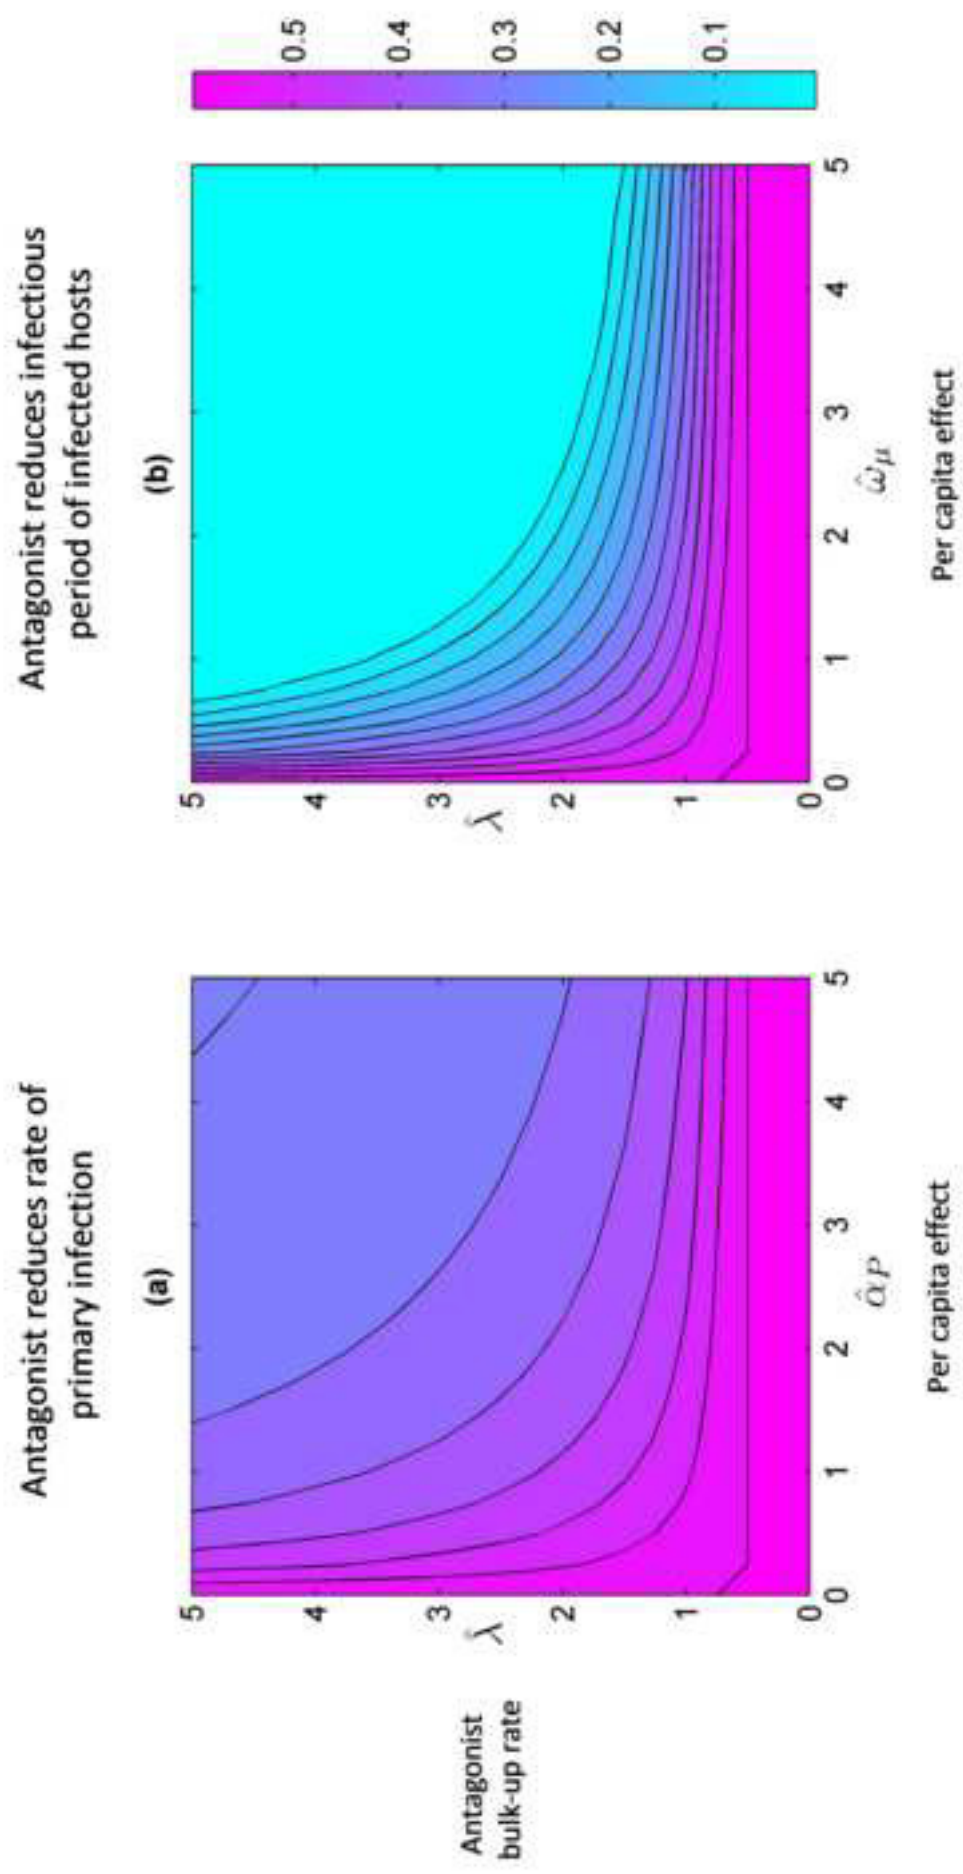 Antagonist reduces rate of
primary infection
(a)
Antagonist
bulk-up rate
λ̂
5
4
3
2
1
0
0 1 2 3 4 5
α̂P
Per capita effect
Antagonist reduces infectious
period of infected hosts
(b)
λ̂
5
4
3
2
1
0
0 1 2 3 4 5
ω̂μ
Per capita effect
0.5
0.4
0.3
0.2
0.1